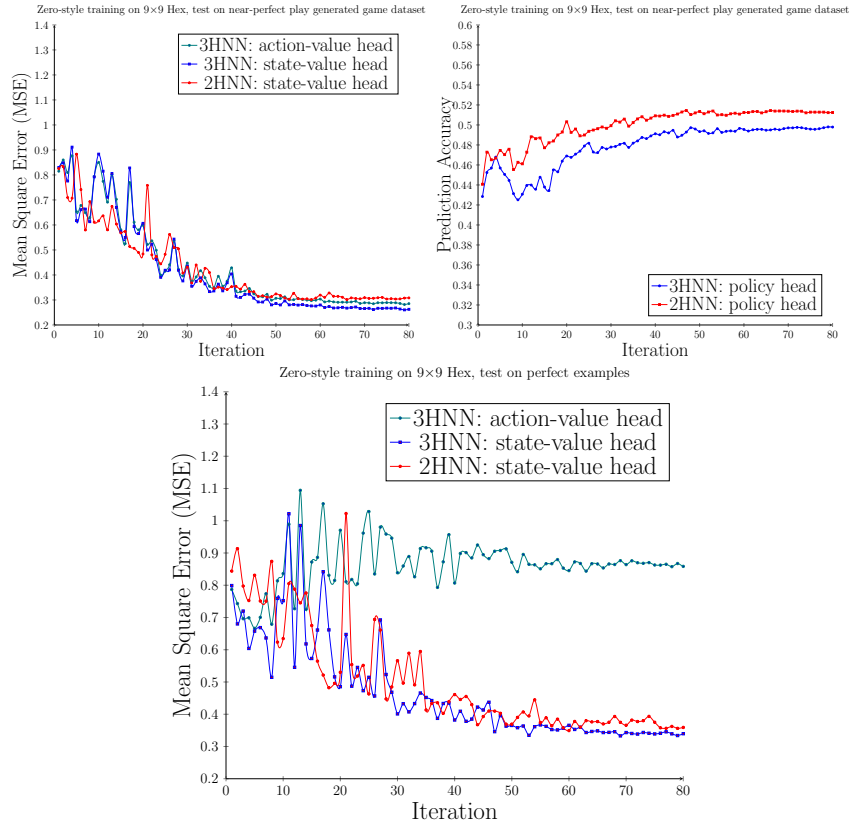 Zero-style training on 9×9 Hex, test on near-perfect play generated game dataset
Mean Square Error (MSE)
1.4
1.3
1.2
1.1
1
0.9
0.8
0.7
0.6
0.5
0.4
0.3
0.2
3HNN: action-value head
3HNN: state-value head
2HNN: state-value head
0 10 20 30 40 50 60 70 80
Iteration
Zero-style training on 9×9 Hex, test on near-perfect play generated game dataset
Prediction Accuracy
0.6
0.58
0.56
0.54
0.52
0.5
0.48
0.46
0.44
0.42
0.4
0.38
0.36
0.34
0.32
0.3
3HNN: policy head
2HNN: policy head
0 10 20 30 40 50 60 70 80
Iteration
Zero-style training on 9×9 Hex, test on perfect examples
Mean Square Error (MSE)
1.4
1.3
1.2
1.1
1
0.9
0.8
0.7
0.6
0.5
0.4
0.3
0.2
3HNN: action-value head
3HNN: state-value head
2HNN: state-value head
0 10 20 30 40 50 60 70 80
Iteration